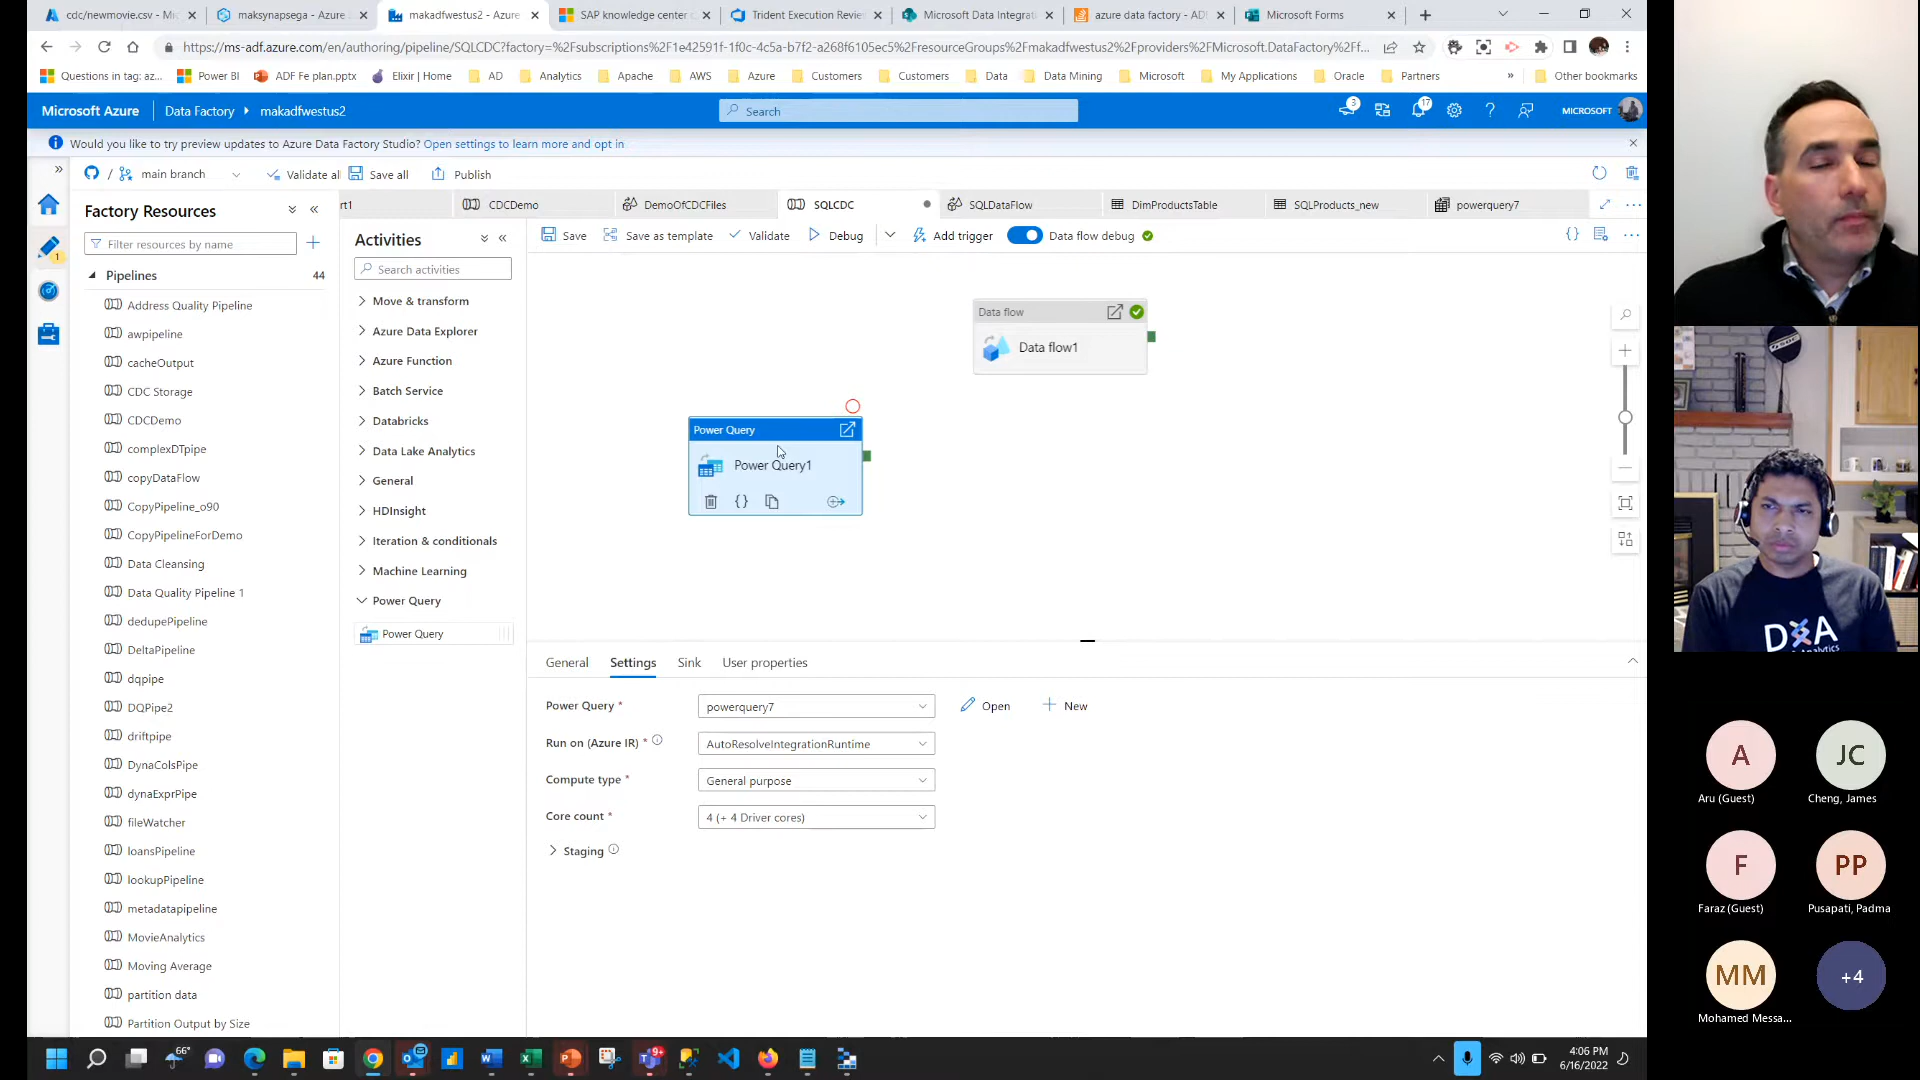 cdc/newmovie.csv - Mic
maksynapsega - Azure
makadfwestus2 - Azure
SAP knowledge center
Trident Execution Revie
Microsoft Data Integrat
azure data factory - AD
Microsoft Forms
https://ms-adf.azure.com/en/authoring/pipeline/SQLCDC?factory=%2Fsubscriptions%2F1e42591f-1f0c-4c5a-b7f2-a268f6105ec5%2FresourceGroups%2Fmakadfwestus2%2Fproviders%2FMicrosoft.DataFactory%2Ff...
Questions in tag: az...
Power BI
ADF Fe plan.pptx
Elixir | Home
AD
Analytics
Apache
AWS
Azure
Customers
Customers
Data
Data Mining
Microsoft
My Applications
Oracle
Partners
»
Other bookmarks
Microsoft Azure
Data Factory
makadfwestus2
Search
3
17
MICROSOFT
Would you like to try preview updates to Azure Data Factory Studio? Open settings to learn more and opt in
/ main branch
Validate all
Save all
Publish
Factory Resources
Filter resources by name
Pipelines 44
Address Quality Pipeline
awpipeline
cacheOutput
CDC Storage
CDCDemo
complexDTpipe
copyDataFlow
CopyPipeline_o90
CopyPipelineForDemo
Data Cleansing
Data Quality Pipeline 1
dedupePipeline
DeltaPipeline
dqpipe
DQPipe2
driftpipe
DynaColsPipe
dynaExprPipe
fileWatcher
loansPipeline
lookupPipeline
metadatapipeline
MovieAnalytics
Moving Average
partition data
Partition Output by Size
1
rt1
CDCDemo
DemoOfCDCFiles
SQLCDC
SQLDataFlow
DimProductsTable
SQLProducts_new
powerquery7
Activities
Search activities
Move & transform
Azure Data Explorer
Azure Function
Batch Service
Databricks
Data Lake Analytics
General
HDInsight
Iteration & conditionals
Machine Learning
Power Query
Power Query
Save
Save as template
Validate
Debug
Add trigger
Data flow debug
Data flow
Data flow1
Power Query
Power Query1
General
Settings
Sink
User properties
Power Query *
powerquery7
Open
New
Run on (Azure IR) *
AutoResolveIntegrationRuntime
Compute type *
General purpose
Core count *
4 (+ 4 Driver cores)
Staging
A
Aru (Guest)
JC
Cheng, James
F
Faraz (Guest)
PP
Pusapati, Padma
MM
Mohamed Messa...
+4
66°
9+
4:06 PM
6/16/2022